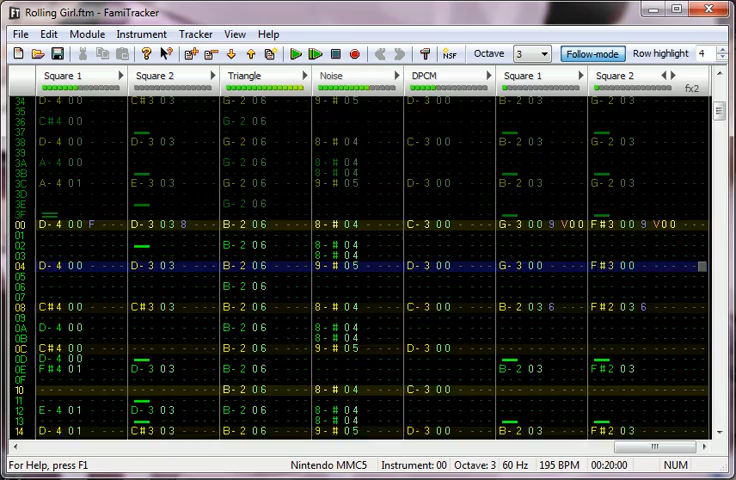 Rolling Girl.ftm - FamiTracker
File Edit Module Instrument Tracker View Help
NSF Octave 3 Follow-mode Row highlight 4
Square 1 Square 2 Triangle Noise DPCM Square 1 Square 2
fx2
34 D-4 00 C#3 03 G-2 06 9-# 05 D-3 00 B-2 03 G-2 03
35
36 C#4 00 G-2 06
37
38 D-4 00 D-3 03 G-2 06 8-# 04 C-3 00 B-2 03 G-2 03
39
3A A-4 00 G-2 06 8-# 04
3B 8-# 04
3C A-4 01 E-3 03 G-2 06 9-# 05 D-3 00 B-2 03 G-2 03
3D
3E G-2 06
3F
00 D-4 00 F D-3 03 8 B-2 06 8-# 04 C-3 00 G-3 00 9 V00 F#3 00 9 V00
01
02 B-2 06 8-# 04
03 8-# 04
04 D-4 00 D-3 03 B-2 06 9-# 05 D-3 00 G-3 00 F#3 00
05
06 B-2 06
07
08 C#4 00 C#3 03 B-2 06 8-# 04 C-3 00 B-2 03 6 F#2 03 6
09
0A D-4 00 B-2 06 8-# 04
0B 8-# 04
0C C#4 00 B-2 06 9-# 05 D-3 00
0D D-4 00
0E F#4 01 D-3 03 B-2 06 B-2 03 F#2 03
10 B-2 06 8-# 04 C-3 00
11
12 E-4 01 D-3 03 B-2 06 8-# 04
13 8-# 04
14 D-4 01 C#3 03 B-2 06 9-# 05 D-3 00 B-2 03 F#2 03
For Help, press F1 Nintendo MMC5 Instrument: 00 Octave: 3 60 Hz 195 BPM 00:20:00 NUM